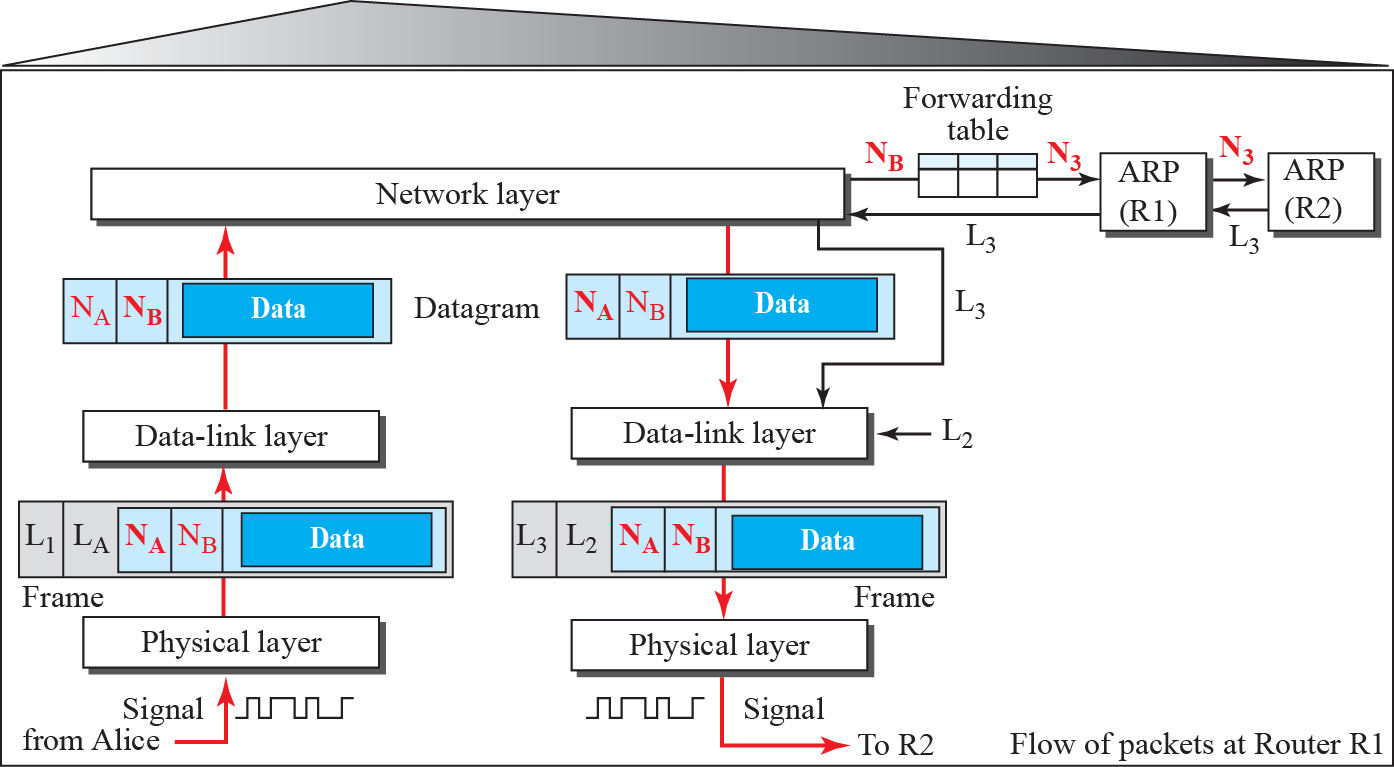 Forwarding
table
N_B
N_3
N_3
ARP
(R1)
ARP
(R2)
Network layer
L_3
L_3
N_A N_B Data
Datagram
N_A N_B Data
L_3
Data-link layer
Data-link layer
L_2
L_1 L_A N_A N_B Data
L_3 L_2 N_A N_B Data
Frame
Frame
Physical layer
Physical layer
Signal
Signal
from Alice
To R2
Flow of packets at Router R1